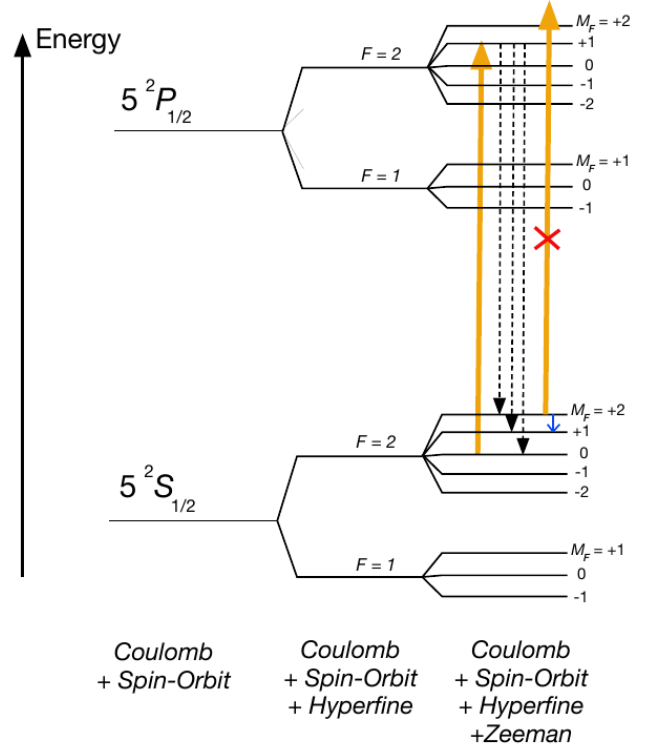 Energy
5 ²P₁/₂
F = 2
M_F = +2
+1
0
-1
-2
F = 1
M_F = +1
0
-1
5 ²S₁/₂
F = 2
M_F = +2
+1
0
-1
-2
F = 1
M_F = +1
0
-1
Coulomb
+ Spin-Orbit
Coulomb
+ Spin-Orbit
+ Hyperfine
Coulomb
+ Spin-Orbit
+ Hyperfine
+Zeeman